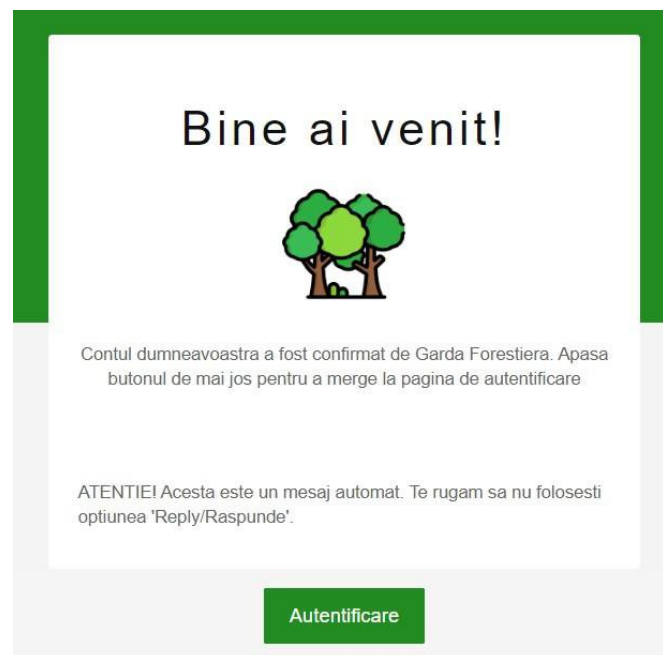 Bine ai venit!
Contul dumneavoastra a fost confirmat de Garda Forestiera. Apasa
butonul de mai jos pentru a merge la pagina de autentificare
ATENTIE! Acesta este un mesaj automat. Te rugam sa nu folosesti
optiunea 'Reply/Raspunde'.
Autentificare